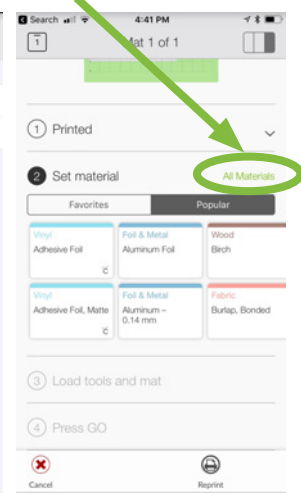 Search 4:41 PM
1 Mat 1 of 1
1 Printed
2 Set material All Materials
Favorites Popular
Vinyl Foil & Metal Wood
Adhesive Foil Aluminum Foil Birch
Vinyl Foil & Metal Fabric
Adhesive Foil, Matte Aluminum – Burlap, Bonded
0.14 mm
3 Load tools and mat
4 Press GO
Cancel Reprint